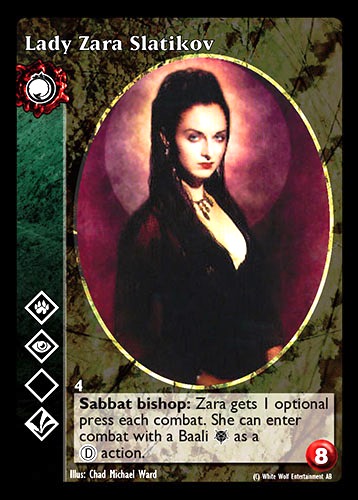 Lady Zara Slatikov
4
Sabbat bishop: Zara gets 1 optional
press each combat. She can enter
combat with a Baali as a
D action.
8
Illus: Chad Michael Ward
(C) White Wolf Entertainment AB